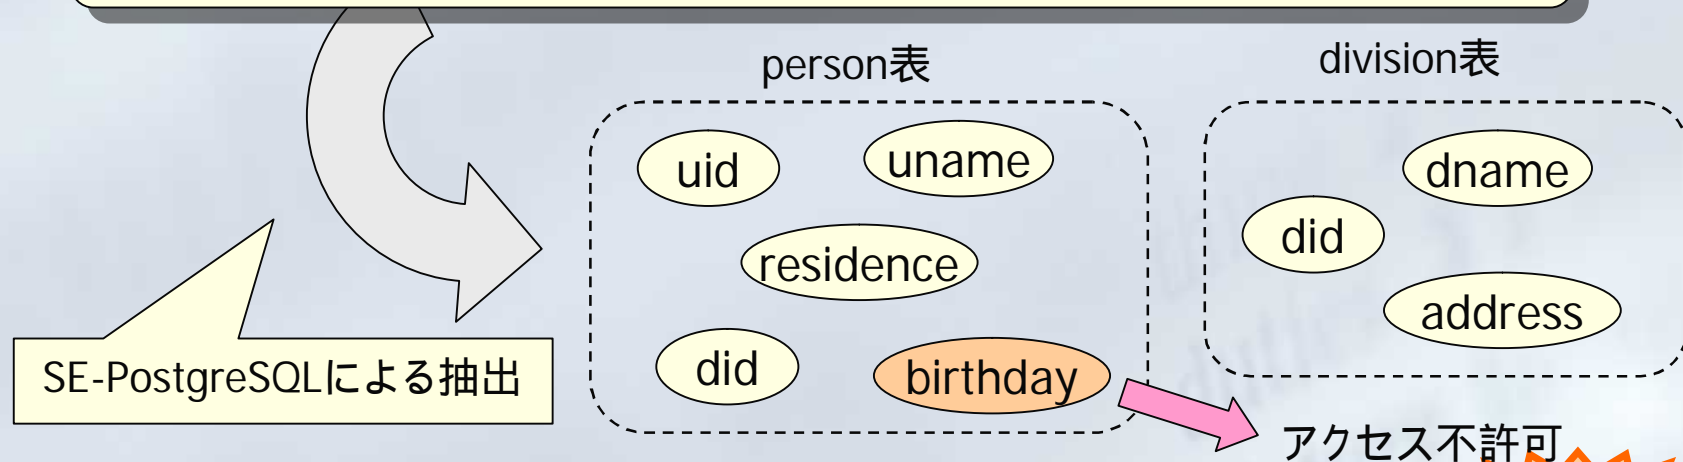 person表
division表
uid
uname
dname
did
residence
address
SE-PostgreSQLによる抽出
did
birthday
アクセス不許可